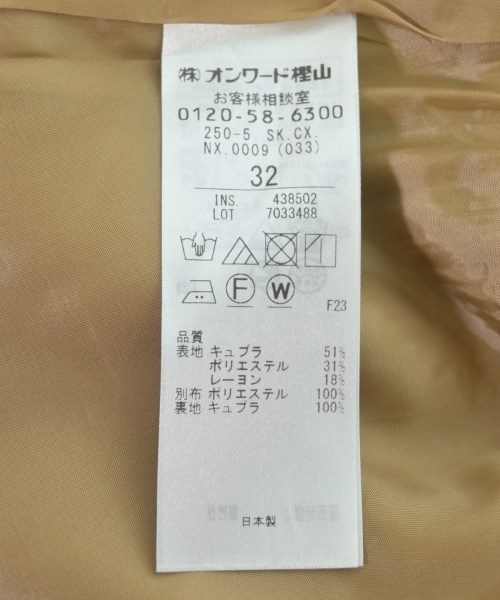 ㈱オンワード樫山
お客様相談室
0120-58-6300
250-5 SK.CX.
NX.0009 (033)
32
INS. 438502
LOT 7033488
F W
F23
品質
表地 キュプラ 51%
ポリエステル 31%
レーヨン 18%
別布 ポリエステル 100%
裏地 キュプラ 100%
日本製